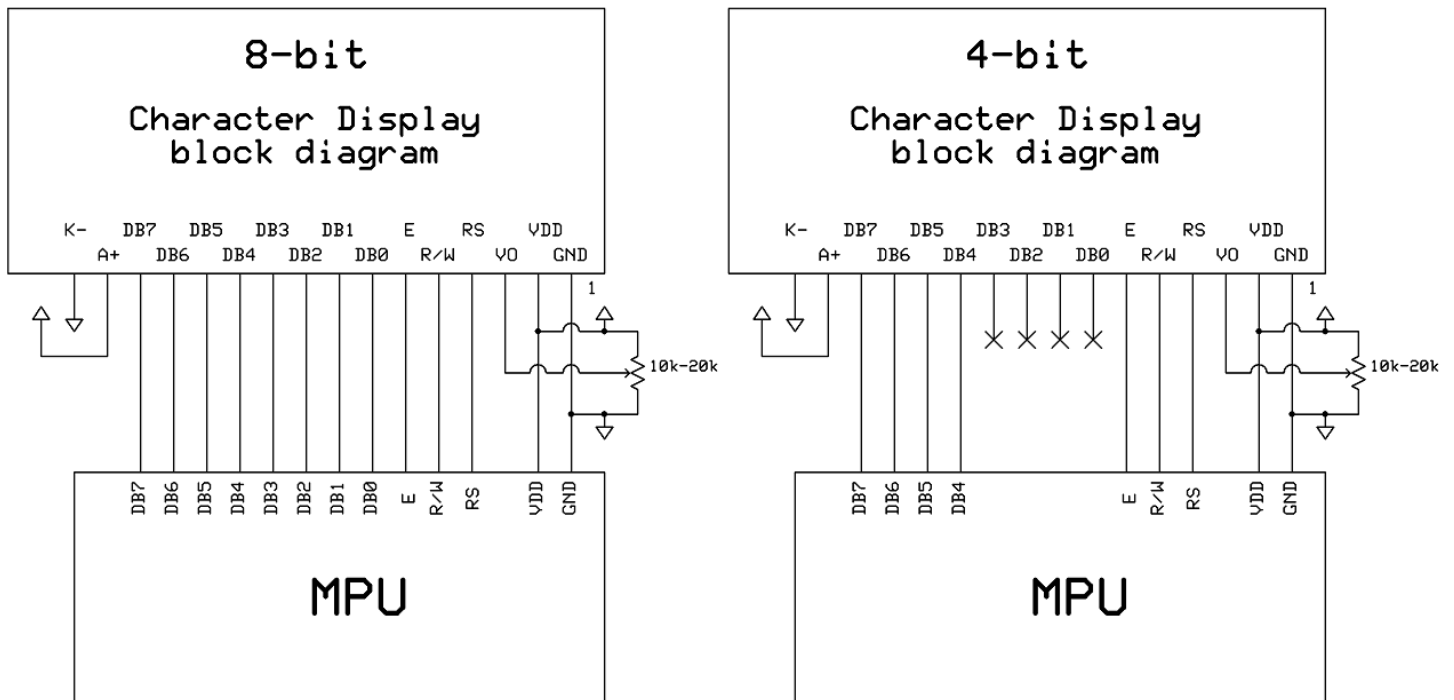 8-bit
Character Display
block diagram
K- DB7 DB5 DB3 DB1 E RS VDD
A+ DB6 DB4 DB2 DB0 R/W VO GND
1
10k-20k
DB7 DB6 DB5 DB4 DB3 DB2 DB1 DB0 E R/W RS VDD GND
MPU
4-bit
Character Display
block diagram
K- DB7 DB5 DB3 DB1 E RS VDD
A+ DB6 DB4 DB2 DB0 R/W VO GND
1
10k-20k
DB7 DB6 DB5 DB4 E R/W RS VDD GND
MPU